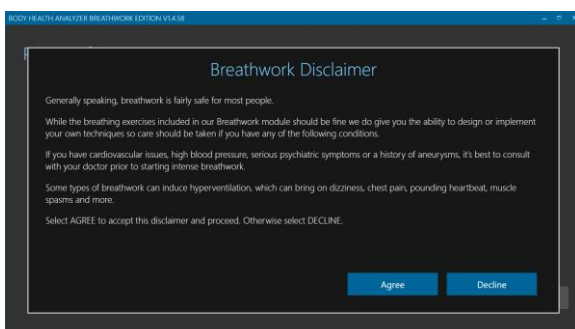 BODY HEALTH ANALYZER BREATHWORK EDITION V1.4.58
Breathwork Disclaimer
Generally speaking, breathwork is fairly safe for most people.
While the breathing exercises included in our Breathwork module should be fine we do give you the ability to design or implement
your own techniques so care should be taken if you have any of the following conditions.
If you have cardiovascular issues, high blood pressure, serious psychiatric symptoms or a history of aneurysms, it's best to consult
with your doctor prior to starting intense breathwork.
Some types of breathwork can induce hyperventilation, which can bring on dizziness, chest pain, pounding heartbeat, muscle
spasms and more.
Select AGREE to accept this disclaimer and proceed. Otherwise select DECLINE.
Agree
Decline